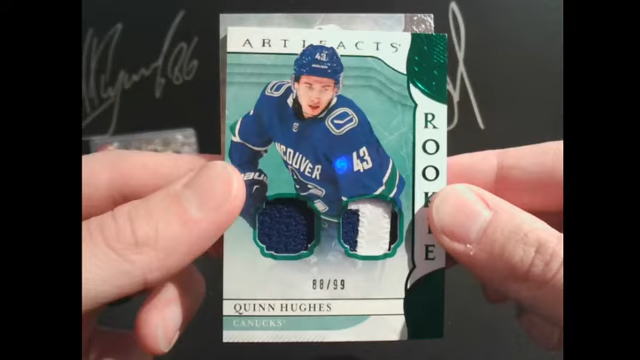 ARTIFACTS
43
VANCOUVER
43
ROOKIE
88/99
QUINN HUGHES
CANUCKS